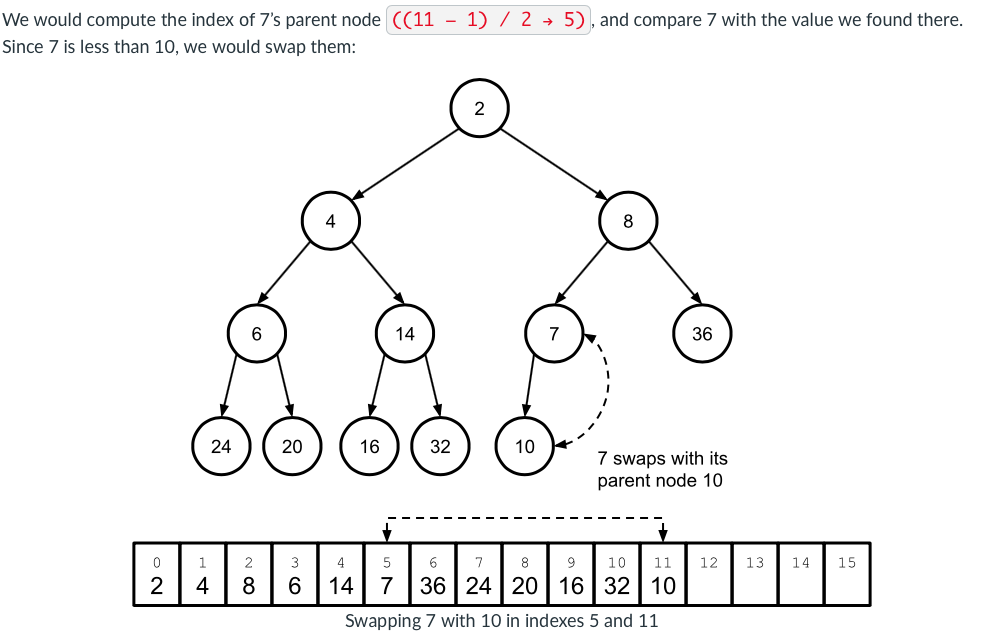 We would compute the index of 7’s parent node ((11 – 1) / 2 → 5), and compare 7 with the value we found there.
Since 7 is less than 10, we would swap them:
2
4 8
6 14 7 36
24 20 16 32 10
7 swaps with its
parent node 10
0 1 2 3 4 5 6 7 8 9 10 11 12 13 14 15
2 4 8 6 14 7 36 24 20 16 32 10
Swapping 7 with 10 in indexes 5 and 11